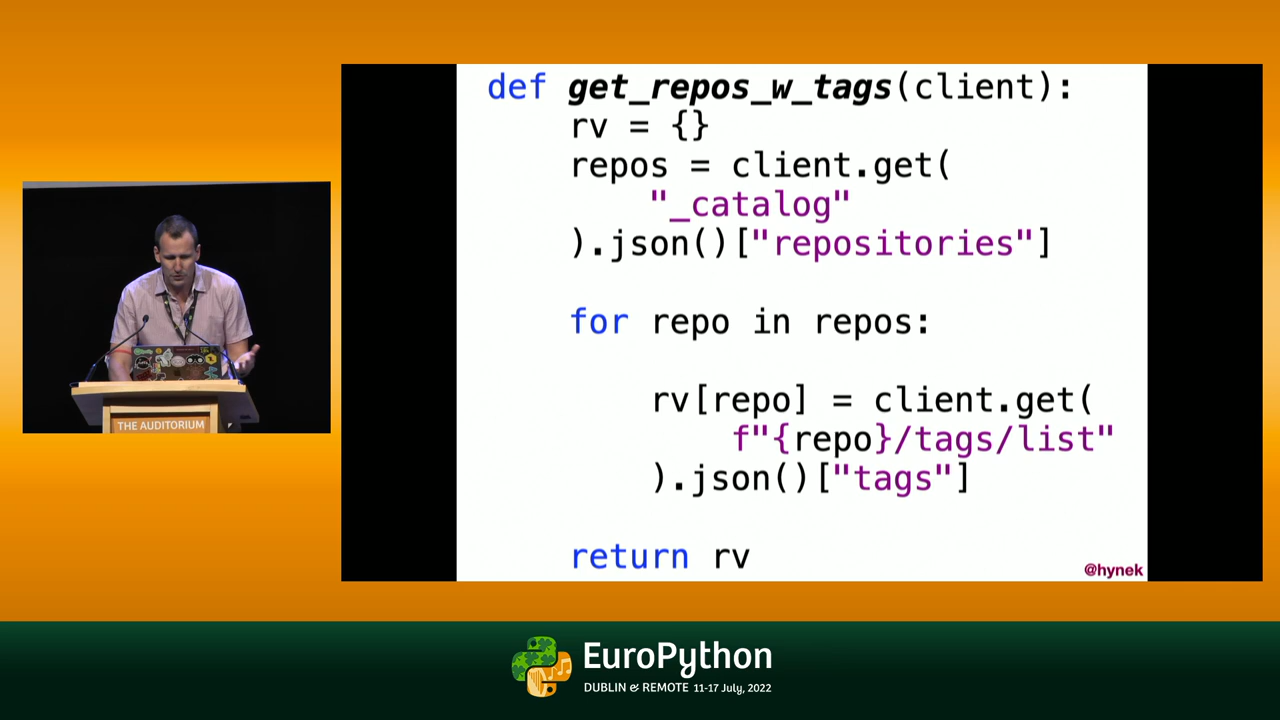 def get_repos_w_tags(client):
rv = {}
repos = client.get(
"_catalog"
).json()["repositories"]
for repo in repos:
rv[repo] = client.get(
f"{repo}/tags/list"
).json()["tags"]
return rv
@hynek
THE AUDITORIUM
EuroPython
DUBLIN & REMOTE 11-17 July, 2022